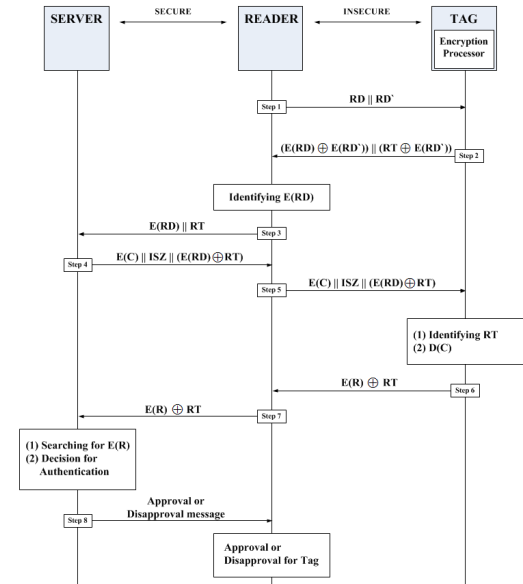 SERVER
SECURE
READER
INSECURE
TAG
Encryption
Processor
Step 1
RD || RD`
(E(RD) ⊕ E(RD`)) || (RT ⊕ E(RD`))
Step 2
Identifying E(RD)
E(RD) || RT
Step 3
Step 4
E(C) || ISZ || (E(RD)⊕RT)
Step 5
E(C) || ISZ || (E(RD)⊕RT)
(1) Identifying RT
(2) D(C)
E(R) ⊕ RT
Step 6
E(R) ⊕ RT
Step 7
(1) Searching for E(R)
(2) Decision for
Authentication
Approval or
Disapproval message
Step 8
Approval or
Disapproval for Tag